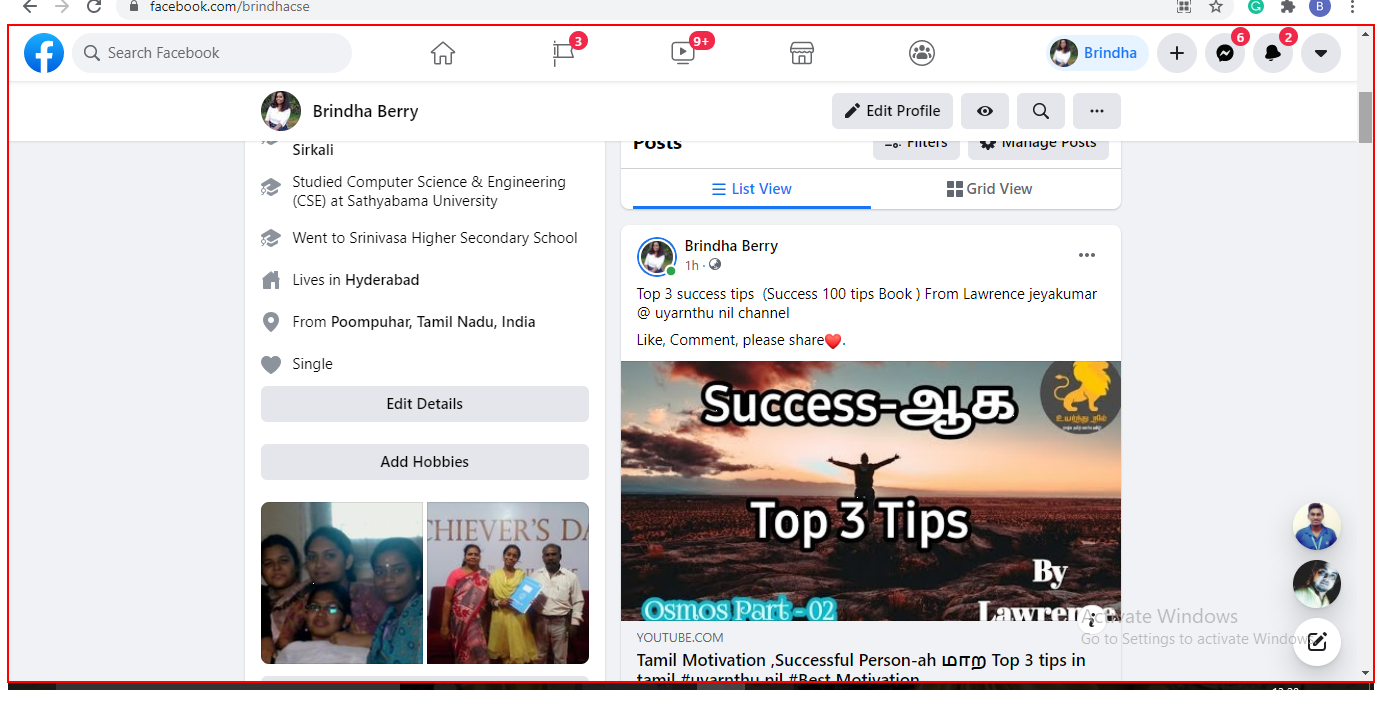 facebook.com/brindhacse
B
Search Facebook
3
9+
Brindha
6
2
Brindha Berry
Edit Profile
Sirkali
Studied Computer Science & Engineering
(CSE) at Sathyabama University
Went to Srinivasa Higher Secondary School
Lives in Hyderabad
From Poompuhar, Tamil Nadu, India
Single
Edit Details
Add Hobbies
CHIEVER'S DA
Posts
Filters
Manage Posts
List View
Grid View
Brindha Berry
1h ·
Top 3 success tips (Success 100 tips Book ) From Lawrence jeyakumar
@ uyarnthu nil channel
Like, Comment, please share❤️.
Success-ஆக
உயர்ந்து நில்
Top 3 Tips
By
Lawrence
Osmos Part - 02
YOUTUBE.COM
Tamil Motivation ,Successful Person-ah மாற Top 3 tips in
tamil #uyarnthu nil #Best Motivation
Activate Windows
Go to Settings to activate Windows.